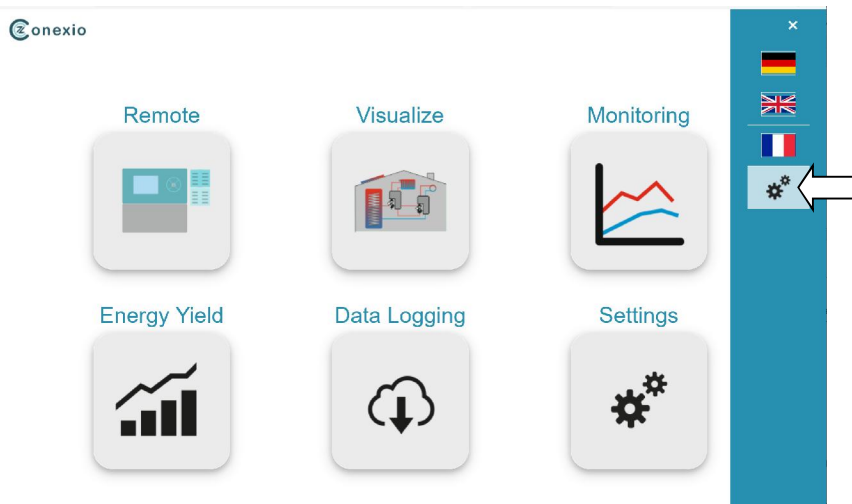 Conexio
×
Remote
Visualize
Monitoring
Energy Yield
Data Logging
Settings